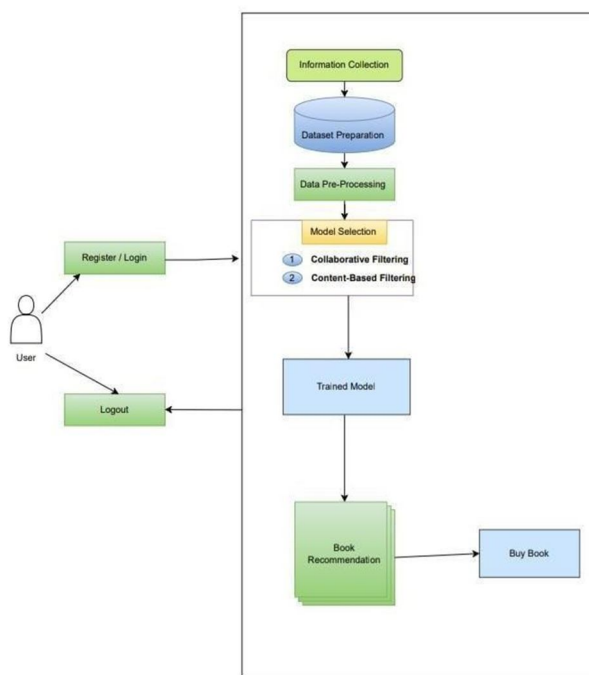 Information Collection
Dataset Preparation
Data Pre-Processing
Model Selection
1 Collaborative Filtering
2 Content-Based Filtering
Register / Login
User
Logout
Trained Model
Book
Recommendation
Buy Book